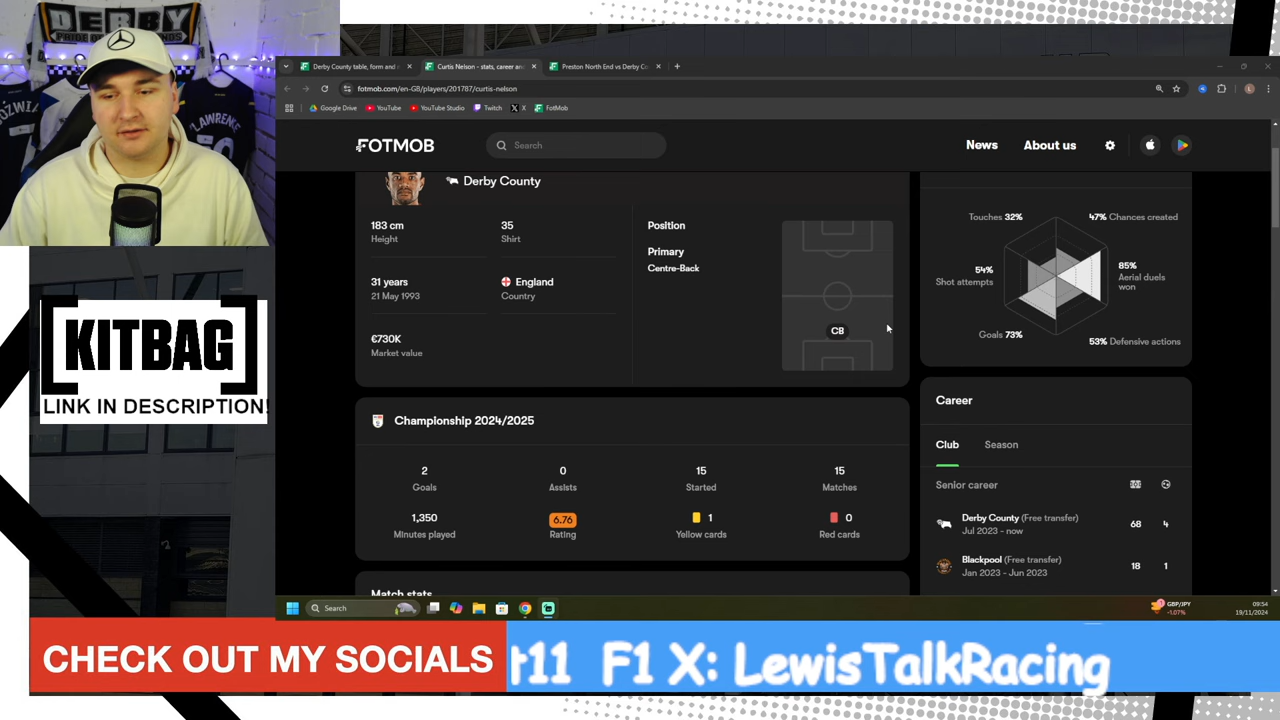 DERBY
PRIDE OF
LAWRENCE
Derby County table, form and
Curtis Nelson - stats, career and
Preston North End vs Derby Co
fotmob.com/en-GB/players/201787/curtis-nelson
Google Drive
YouTube
YouTube Studio
Twitch
X
FotMob
FOTMOB
Search
News
About us
Derby County
183 cm
Height
35
Shirt
31 years
21 May 1993
England
Country
€730K
Market value
Position
Primary
Centre-Back
CB
Touches 32%
47% Chances created
54%
Shot attempts
85%
Aerial duels
won
Goals 73%
53% Defensive actions
Championship 2024/2025
2
Goals
0
Assists
15
Started
15
Matches
1,350
Minutes played
6.76
Rating
1
Yellow cards
0
Red cards
Match stats
Career
Club
Season
Senior career
Derby County (Free transfer)
Jul 2023 - now
68
4
Blackpool (Free transfer)
Jan 2023 - Jun 2023
18
1
KITBAG
LINK IN DESCRIPTION!
Search
GBP/JPY
-1.07%
09:54
19/11/2024
CHECK OUT MY SOCIALS
t11 F1 X: LewisTalkRacing